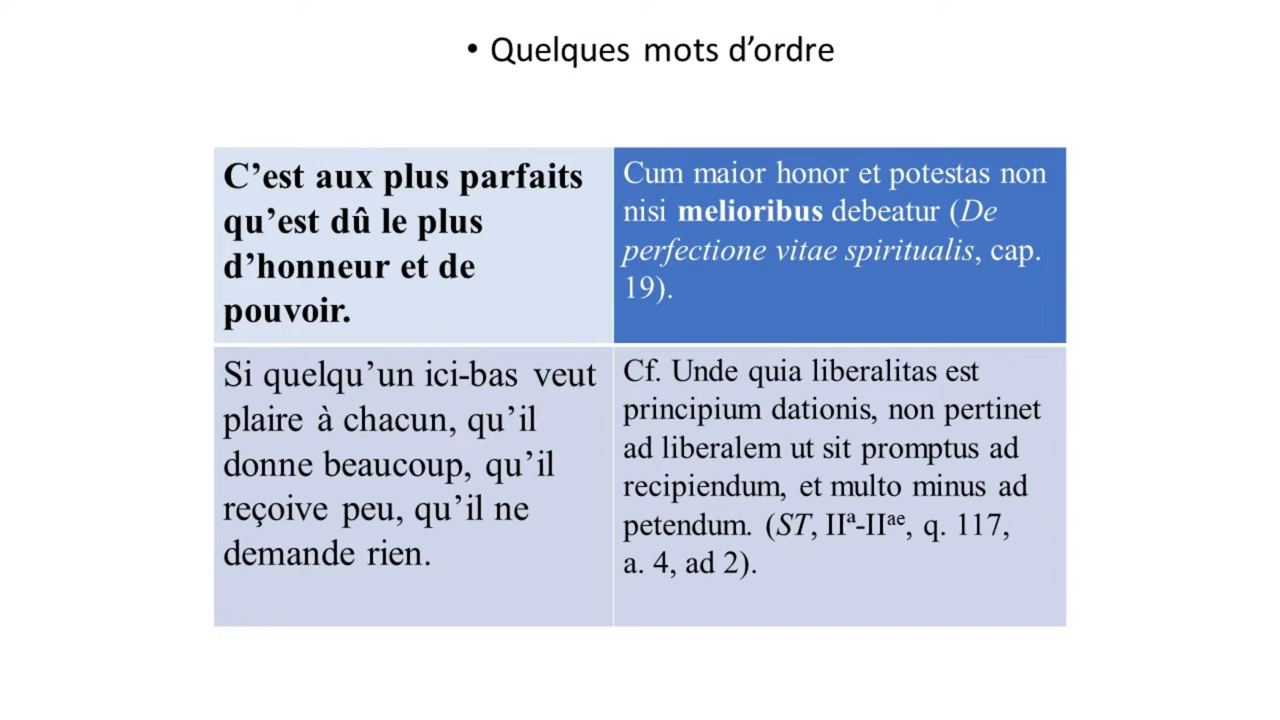 • Quelques mots d’ordre
C’est aux plus parfaits
qu’est dû le plus
d’honneur et de
pouvoir.
Cum maior honor et potestas non
nisi melioribus debeatur (De
perfectione vitae spiritualis, cap.
19).
Si quelqu’un ici-bas veut
plaire à chacun, qu’il
donne beaucoup, qu’il
reçoive peu, qu’il ne
demande rien.
Cf. Unde quia liberalitas est
principium dationis, non pertinet
ad liberalem ut sit promptus ad
recipiendum, et multo minus ad
petendum. (ST, IIª-IIᵃᵉ, q. 117,
a. 4, ad 2).